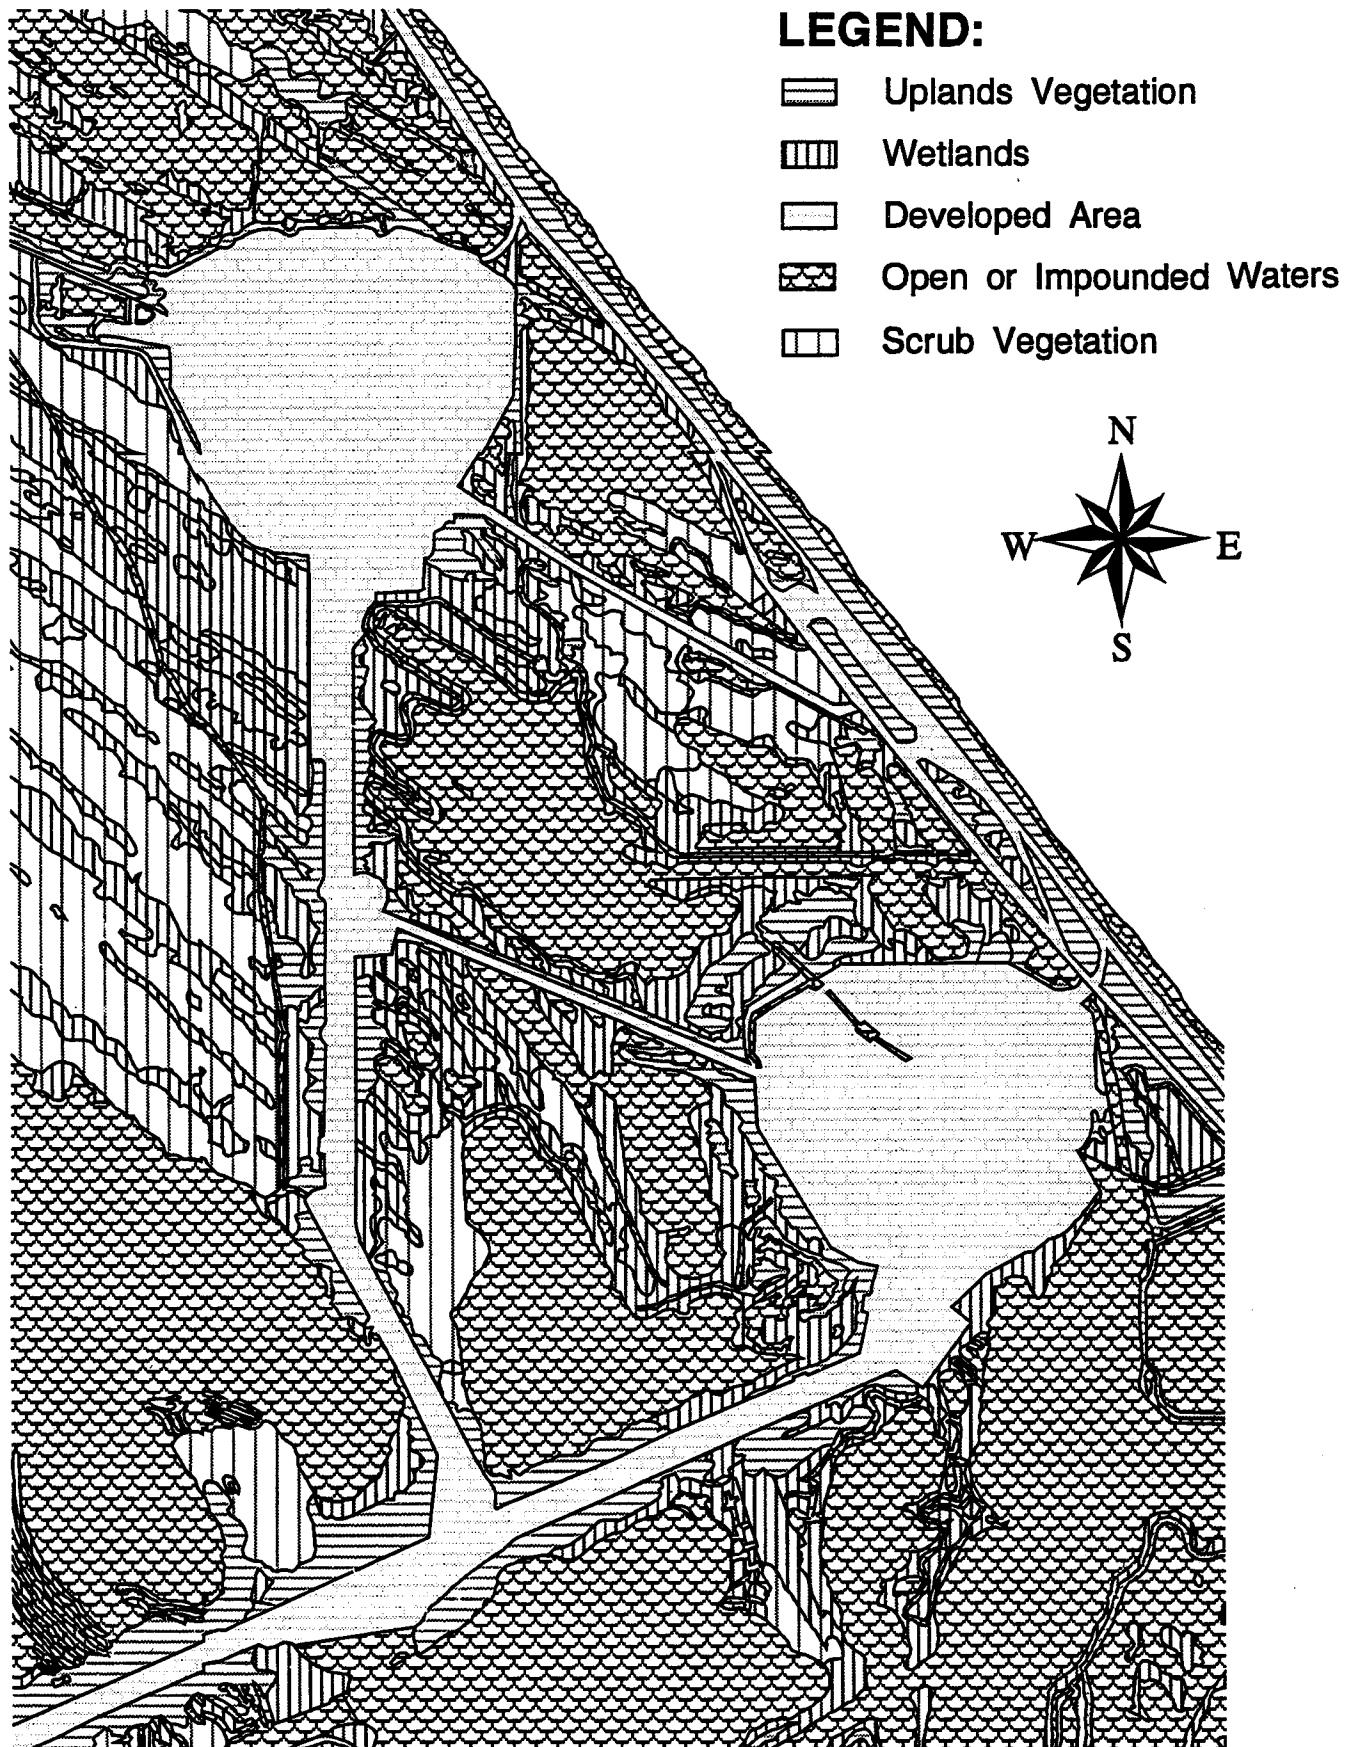 LEGEND:
Uplands Vegetation
Wetlands
Developed Area
Open or Impounded Waters
Scrub Vegetation
N
W E
S